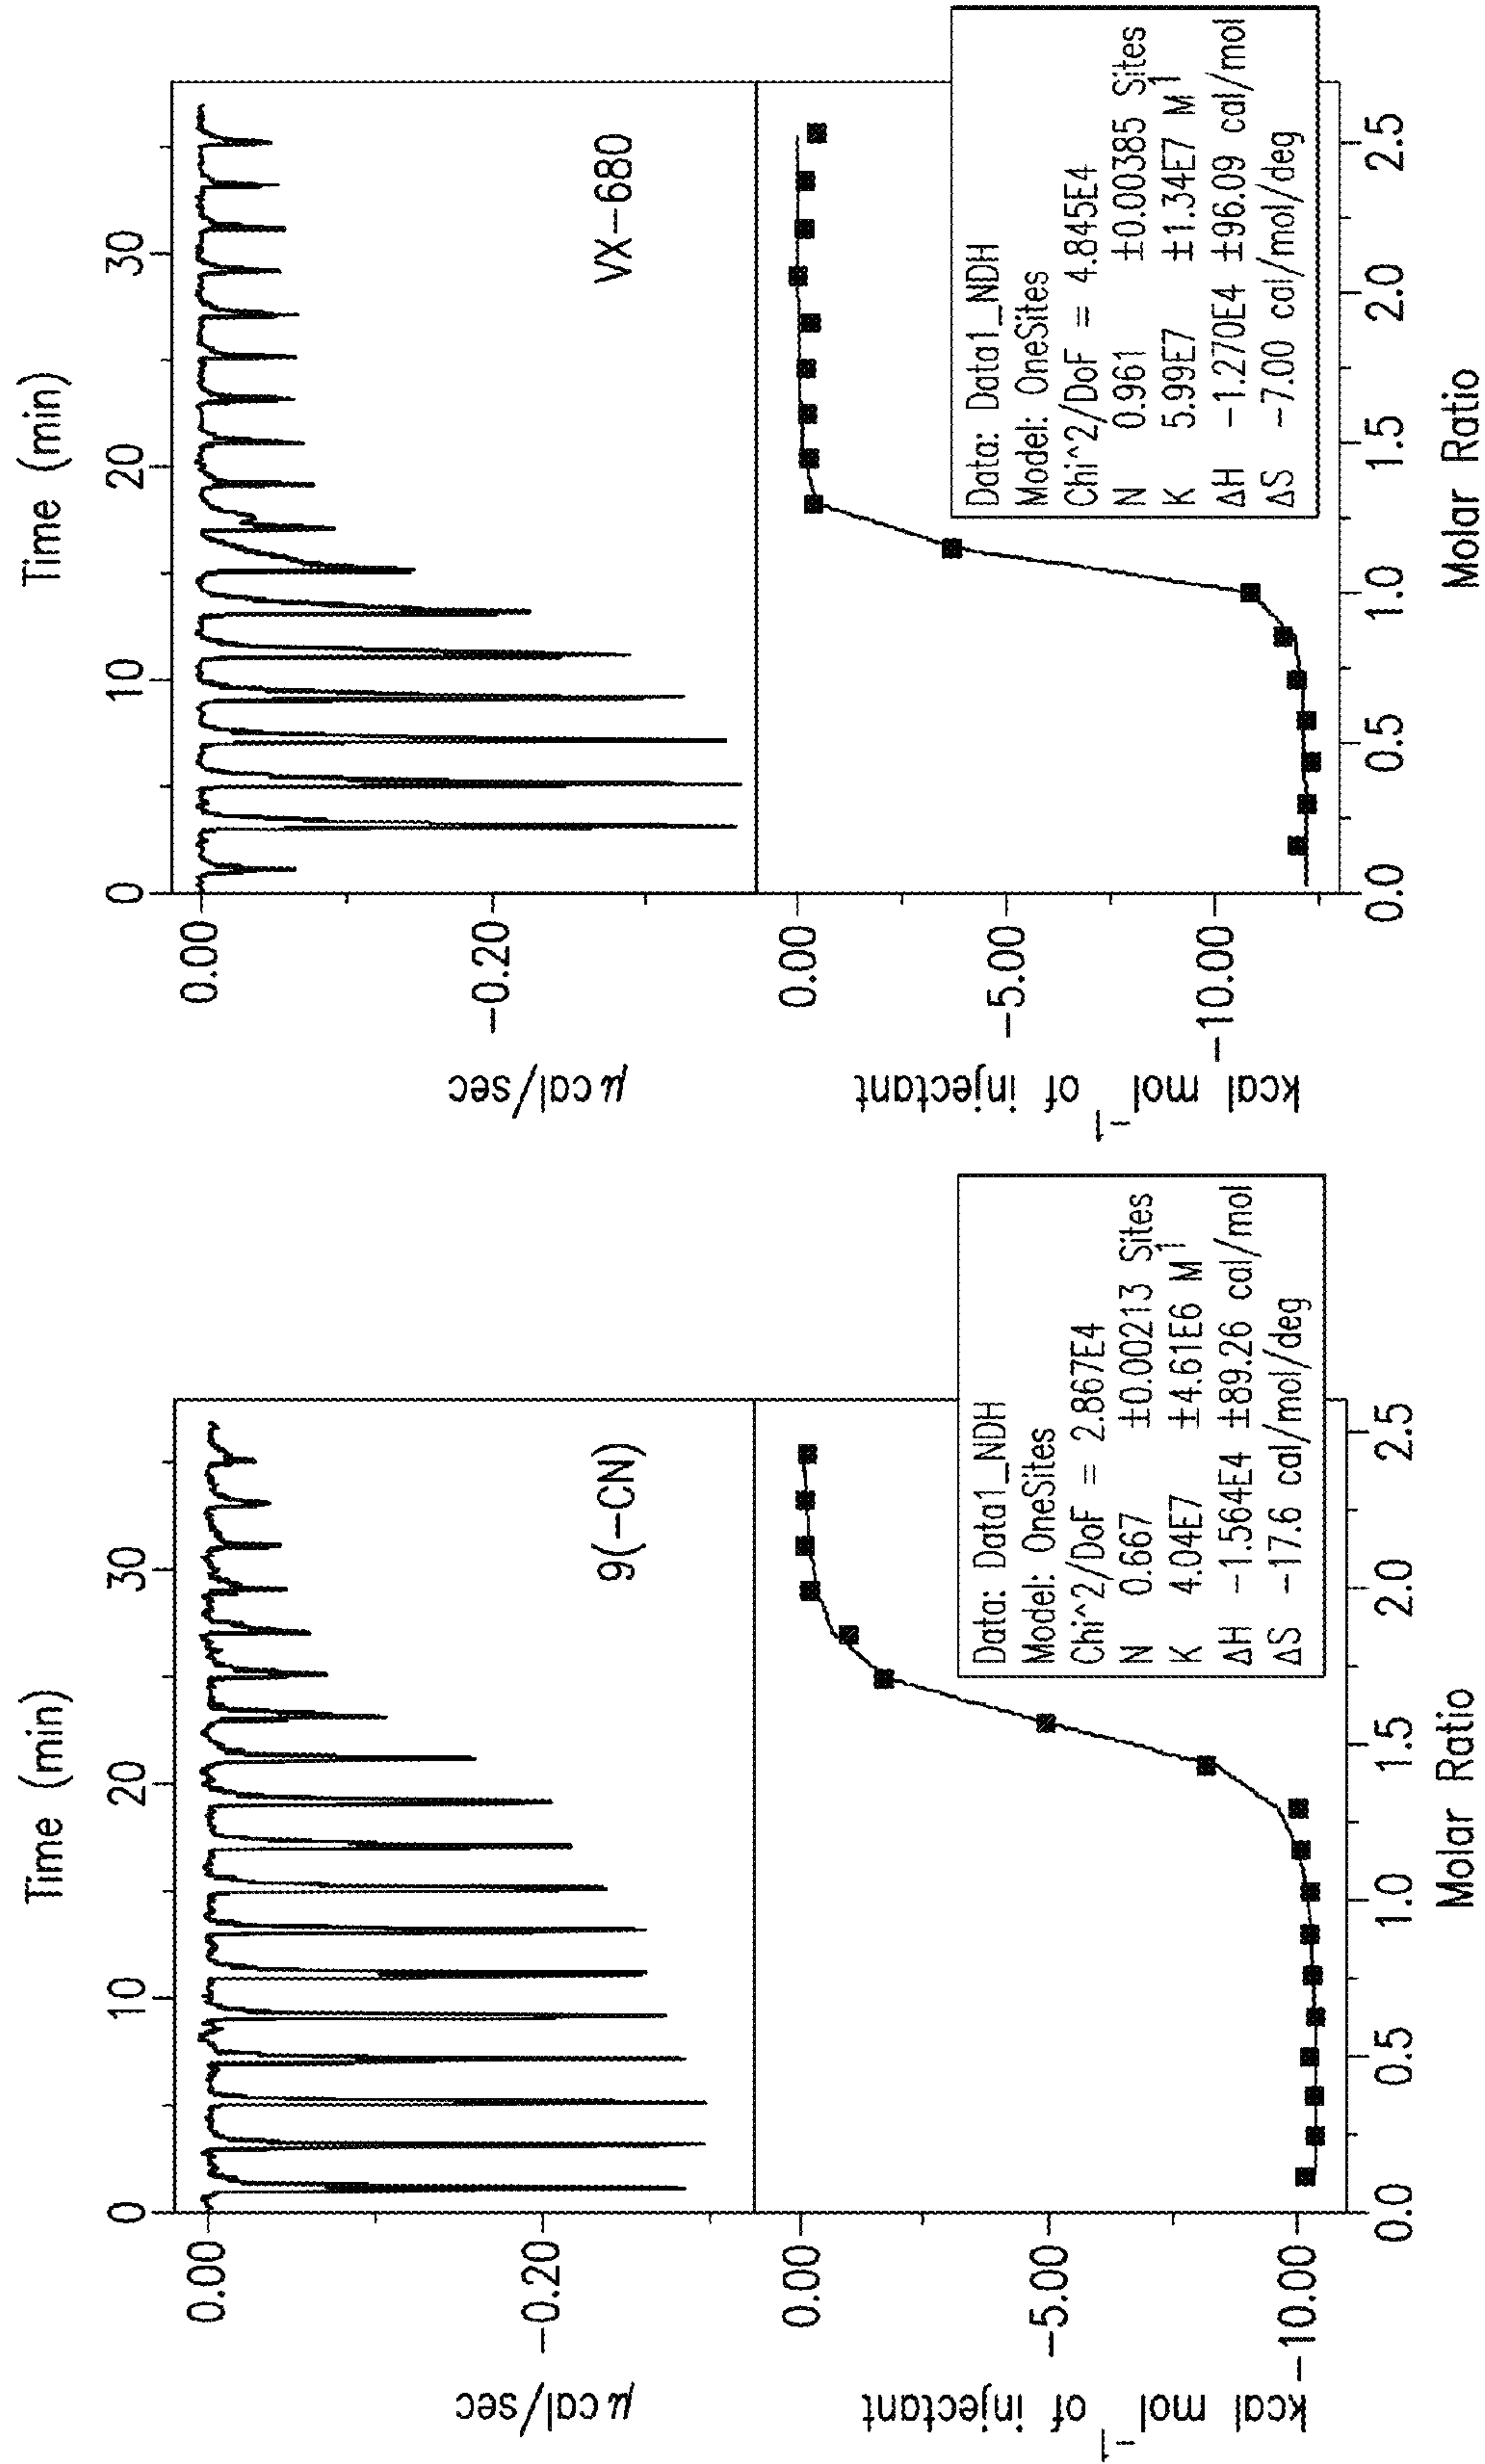 Time (min)
0 10 20 30
0.00
-0.20
μcal/sec
9(-CN)
0.00
-5.00
-10.00
kcal mol⁻¹ of injectant
Data: Data1_NDH
Model: OneSites
Chi^2/DoF = 2.867E4
N 0.667 ±0.00213 Sites
K 4.04E7 ±4.61E6 M¹
ΔH -1.564E4 ±89.26 cal/mol
ΔS -17.6 cal/mol/deg
0.0 0.5 1.0 1.5 2.0 2.5
Molar Ratio
Time (min)
0 10 20 30
0.00
-0.20
μcal/sec
VX-680
0.00
-5.00
-10.00
kcal mol⁻¹ of injectant
Data: Data1_NDH
Model: OneSites
Chi^2/DoF = 4.845E4
N 0.961 ±0.00385 Sites
K 5.99E7 ±1.34E7 M¹
ΔH -1.270E4 ±96.09 cal/mol
ΔS -7.00 cal/mol/deg
0.0 0.5 1.0 1.5 2.0 2.5
Molar Ratio